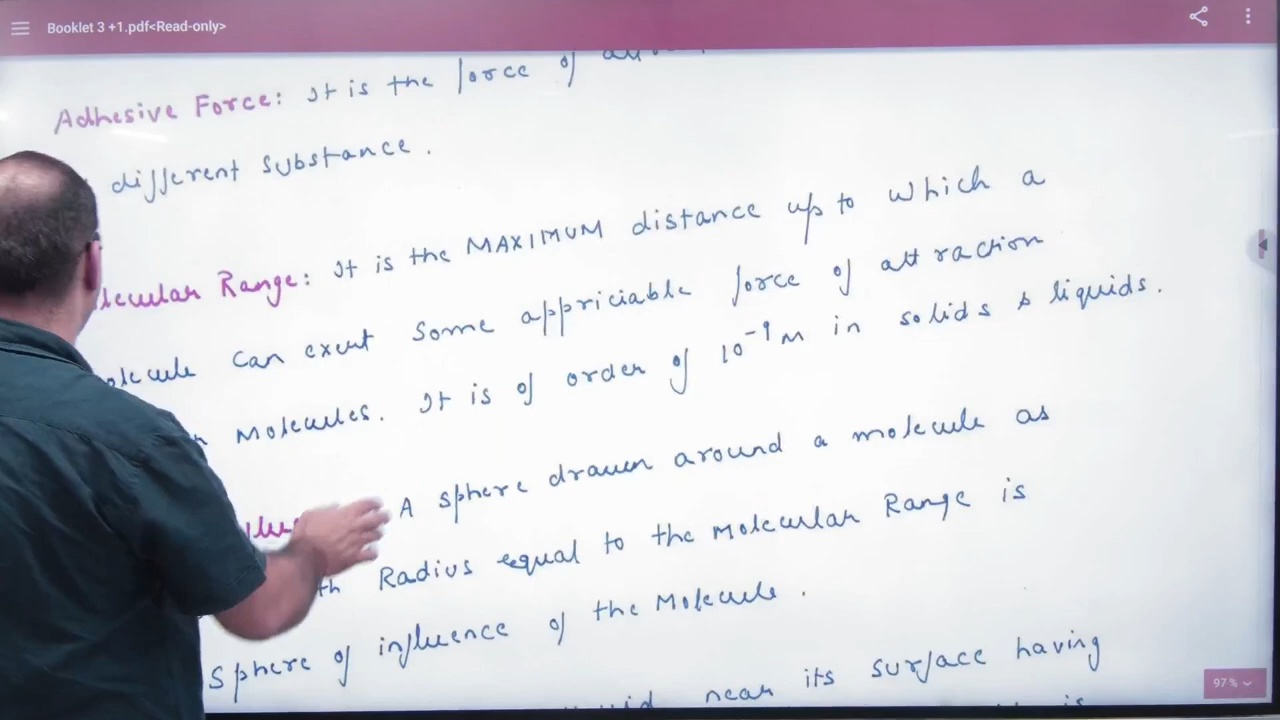 Booklet 3 +1.pdf<Read-only>
Adhesive Force: It is the force of
different substance.
Range: It is the MAXIMUM distance up to which a
can exert some appriciable force of attraction
Molecules. It is of order of 10⁻⁹ m in solids & liquids.
A sphere drawn around a molecule as
Radius equal to the Molecular Range is
Sphere of influence of the Molecule.
near its surface having
is
97%